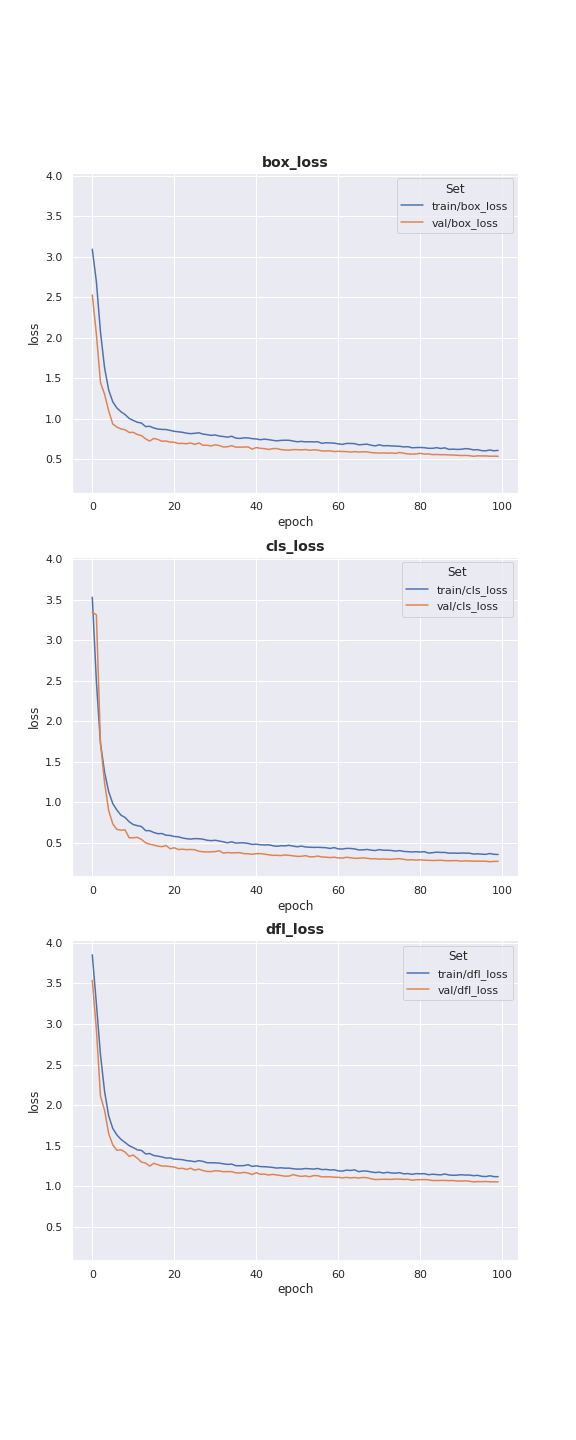 box_loss
4.0
Set
3.5
train/box_loss
val/box_loss
3.0
2.5
loss
2.0
1.5
1.0
0.5
0 20 40 60 80 100
epoch
cls_loss
4.0
Set
3.5
train/cls_loss
val/cls_loss
3.0
2.5
loss
2.0
1.5
1.0
0.5
0 20 40 60 80 100
epoch
dfl_loss
4.0
Set
3.5
train/dfl_loss
val/dfl_loss
3.0
2.5
loss
2.0
1.5
1.0
0.5
0 20 40 60 80 100
epoch